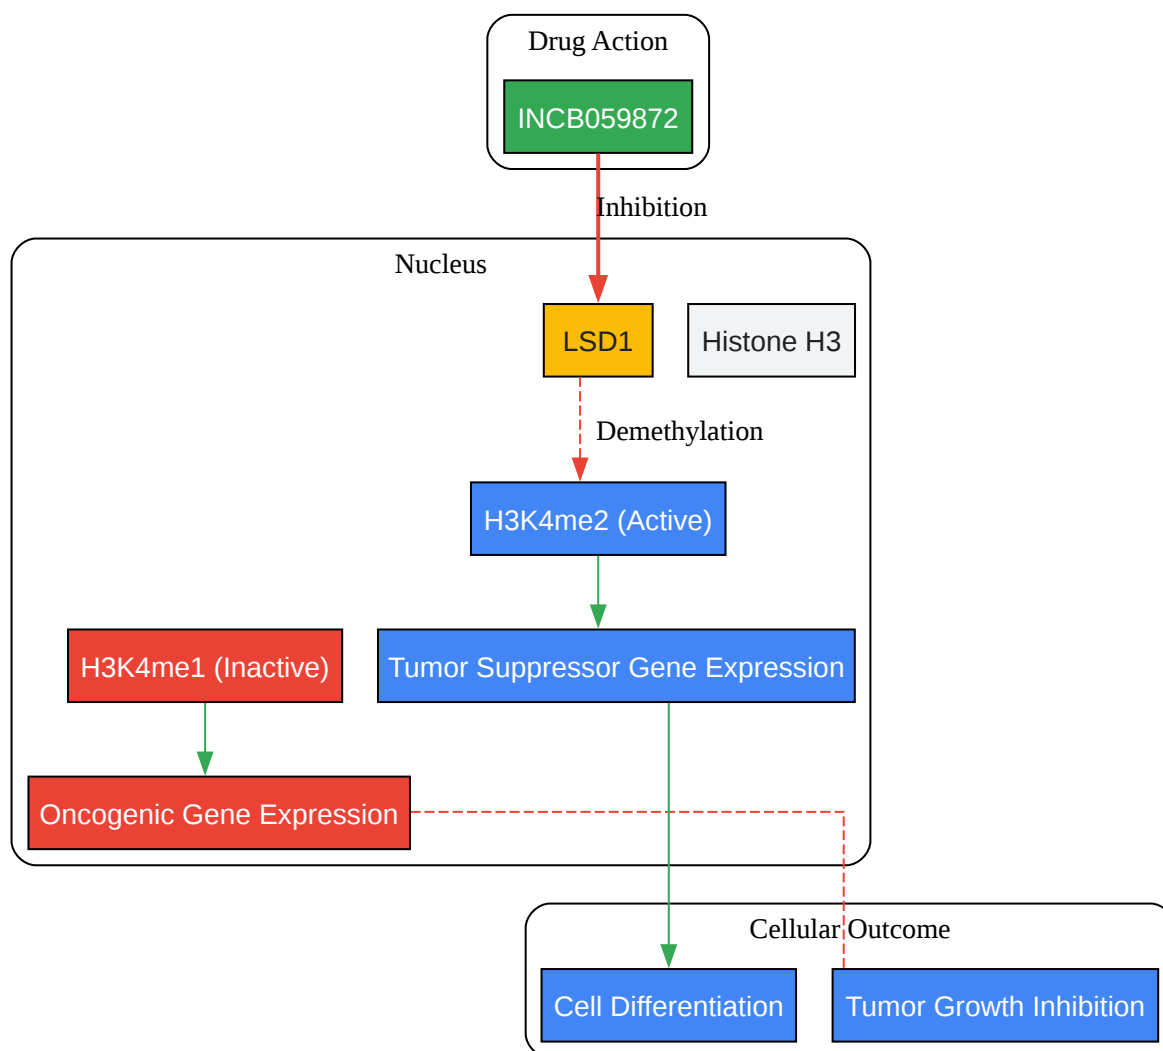 Drug Action
INCB059872
Inhibition
Nucleus
LSD1
Histone H3
Demethylation
H3K4me2 (Active)
H3K4me1 (Inactive)
Tumor Suppressor Gene Expression
Oncogenic Gene Expression
Cellular Outcome
Cell Differentiation
Tumor Growth Inhibition